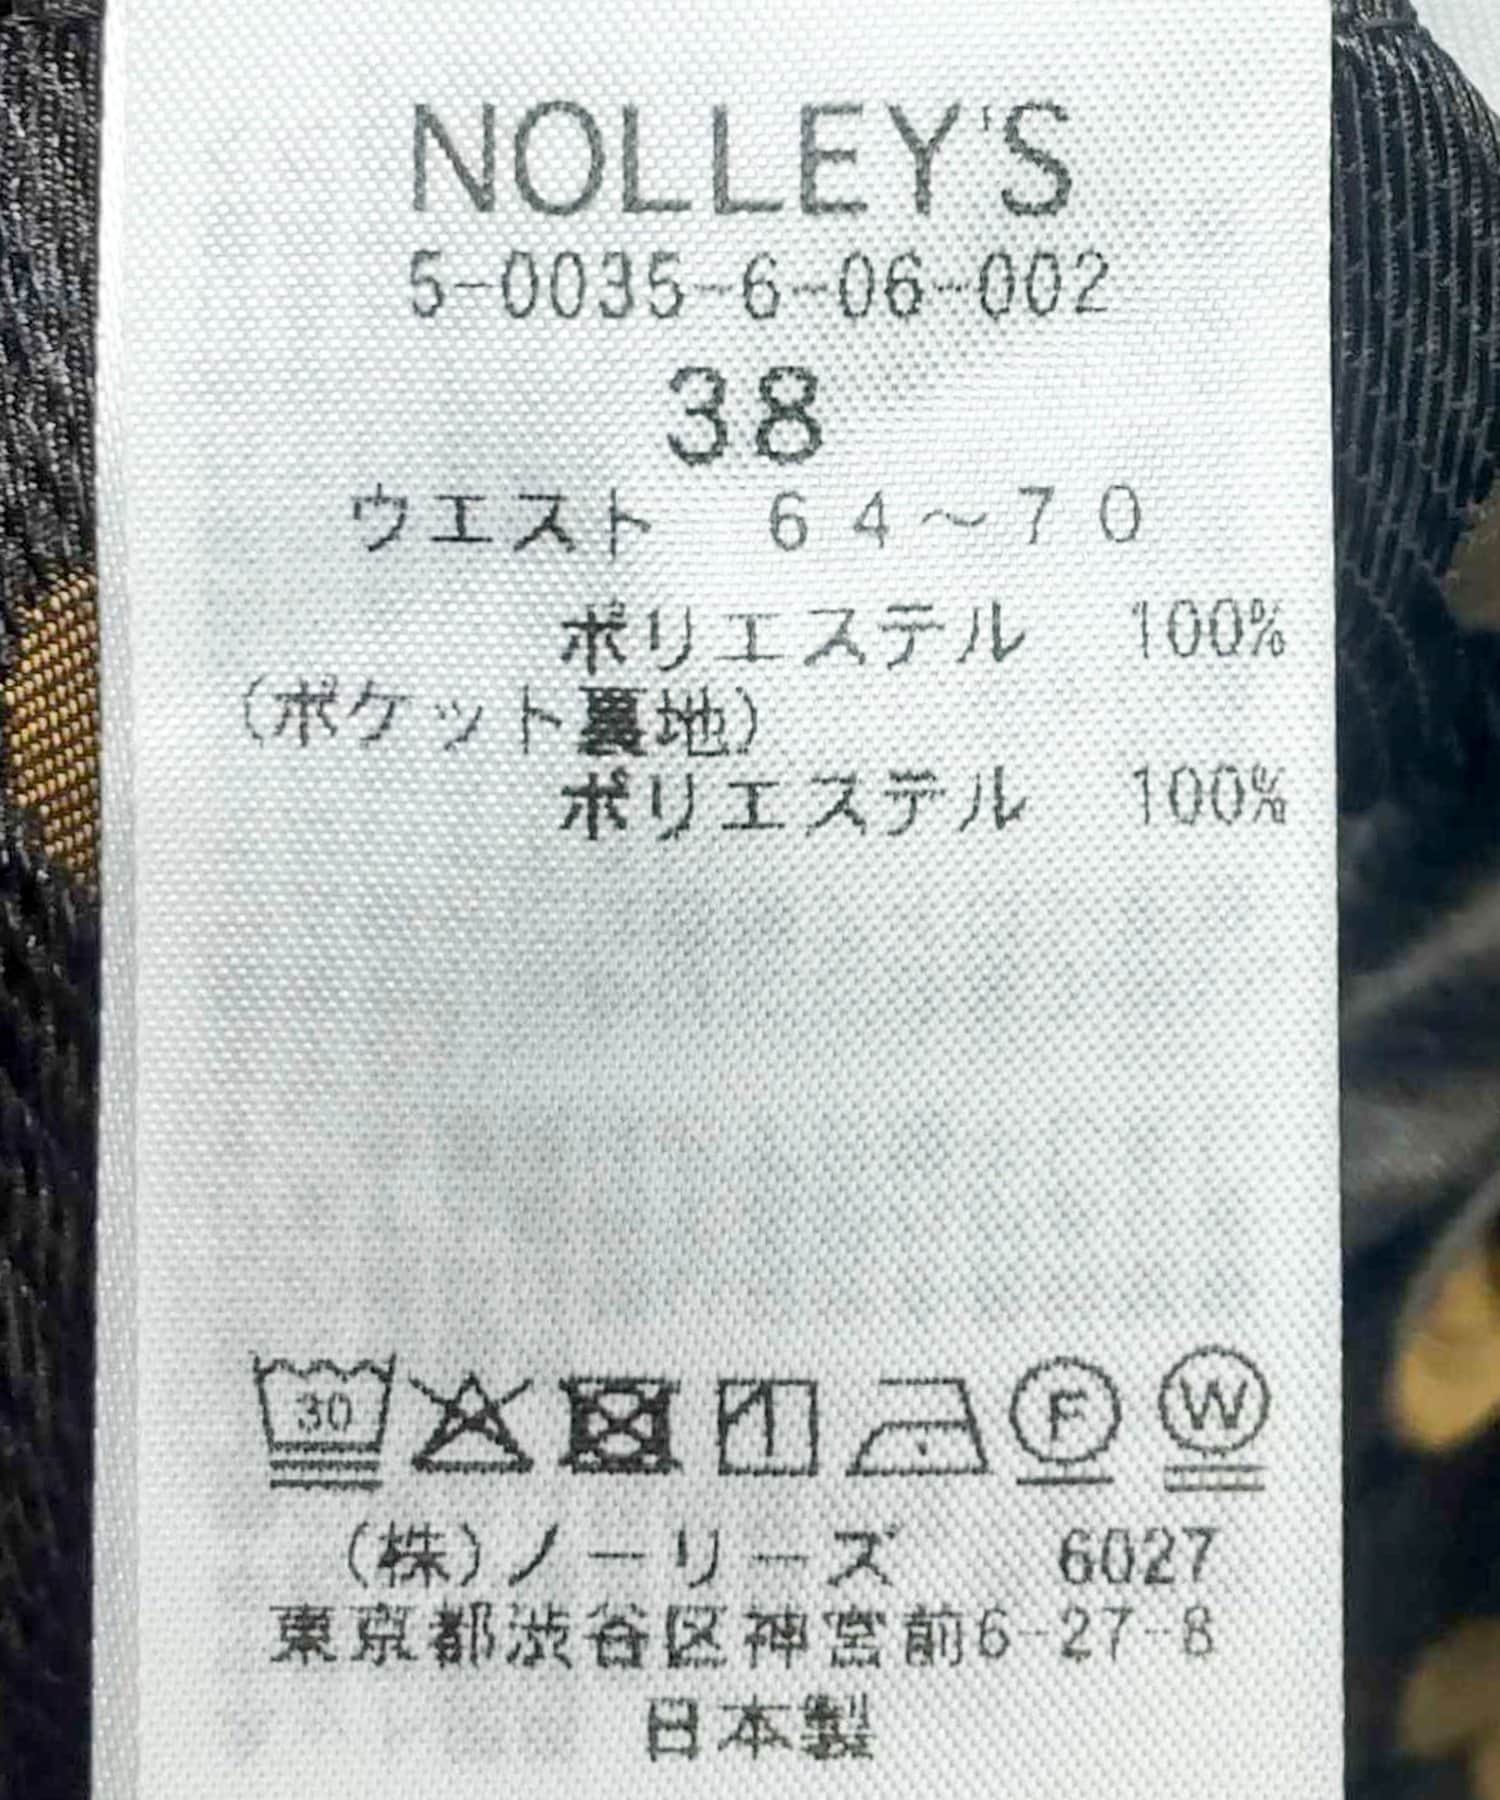 NOLLEY'S
5-0035-6-06-002
38
ウエスト 64～70
ポリエステル 100%
(ポケット裏地)
ポリエステル 100%
30 F W
(株)ノーリーズ 6027
東京都渋谷区神宮前6-27-8
日本製